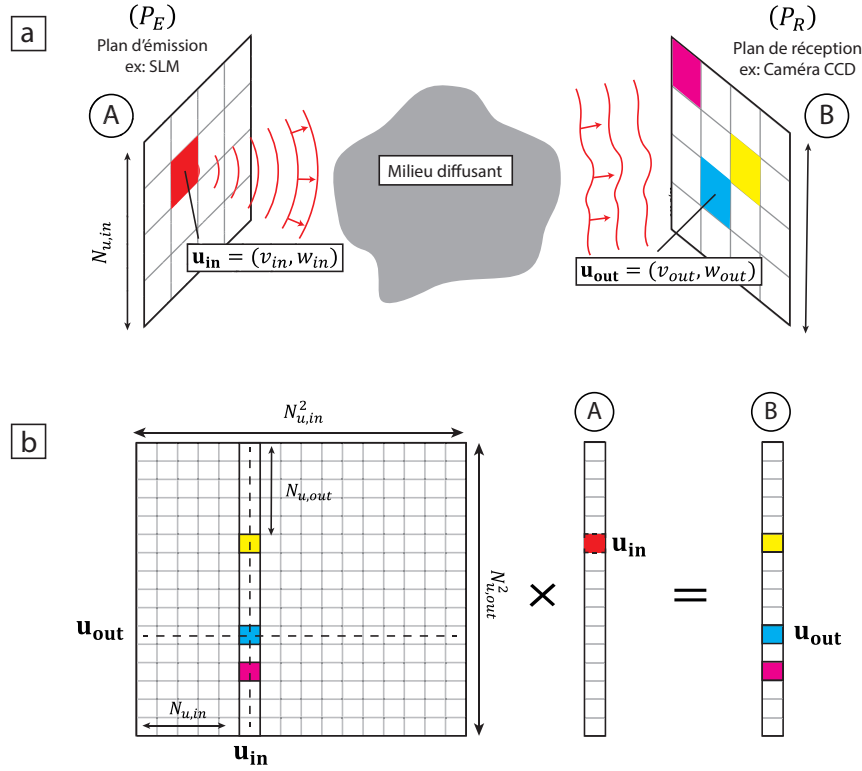 a
(P_E)
Plan d'émission
ex: SLM
A
N_{u,in}
u_in = (v_in, w_in)
Milieu diffusant
(P_R)
Plan de réception
ex: Caméra CCD
B
u_out = (v_out, w_out)
b
N²_{u,in}
N_{u,out}
N²_{u,out}
u_out
N_{u,in}
u_in
×
A
u_in
=
B
u_out